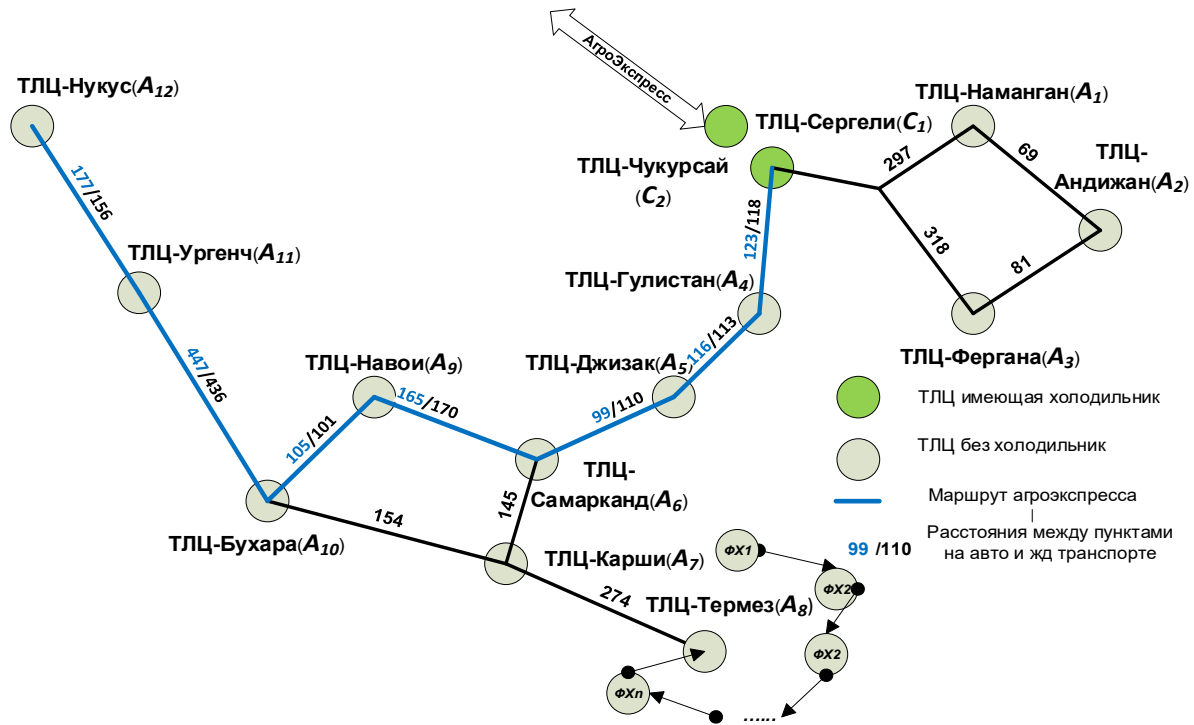 АгроЭкспресс
ТЛЦ-Нукус(A12)
ТЛЦ-Наманган(A1)
ТЛЦ-Сергели(C1)
ТЛЦ-Чукурсай
(C2)
297
69
ТЛЦ-
Андижан(A2)
177/156
123/118
318
81
ТЛЦ-Ургенч(A11)
ТЛЦ-Гулистан(A4)
447/436
116/113
ТЛЦ-Навои(A9)
ТЛЦ-Джизак(A5)
ТЛЦ-Фергана(A3)
165/170
99/110
105/101
ТЛЦ имеющая холодильник
ТЛЦ без холодильник
ТЛЦ-
Самарканд(A6)
145
154
Маршрут агроэкспресса
99 /110
Расстояния между пунктами
на авто и жд транспорте
ТЛЦ-Бухара(A10)
ТЛЦ-Карши(A7)
274
ТЛЦ-Термез(A8)
ФХ1
ФХ2
ФХ2
ФХn
......